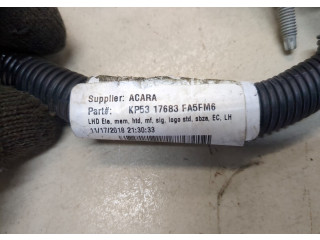 Supplier: ACARA
Part#: KP53 17683 FA5FM6
LHD Ele, mem, htd, mf, sig, logo std, sbza, EC, LH
11/17/2018 21:30:33